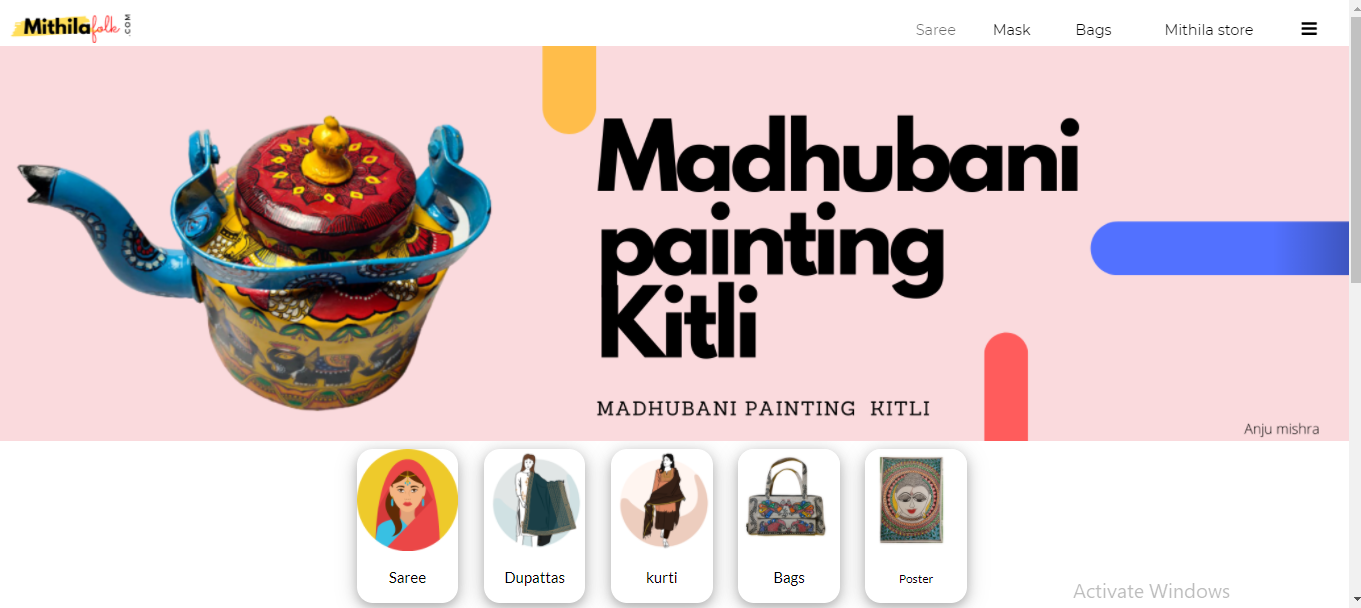 Mithilafolk .COM
Saree Mask Bags Mithila store
Madhubani
painting
Kitli
MADHUBANI PAINTING KITLI
Anju mishra
Saree Dupattas kurti Bags Poster
Activate Windows